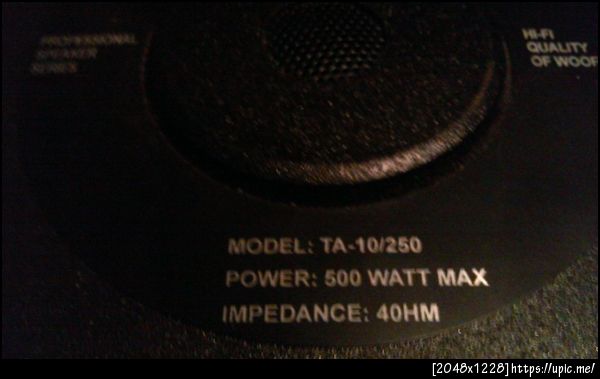 PROFESSIONAL
SPEAKER
SERIES
HI-FI
QUALITY
OF WOOF
MODEL: TA-10/250
POWER: 500 WATT MAX
IMPEDANCE: 40HM
[2048x1228]https://upic.me/